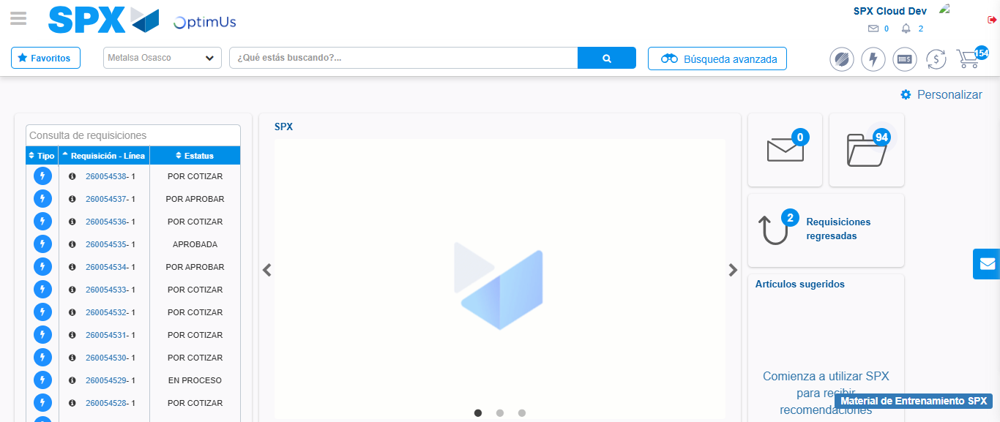 SPX OptimUs
SPX Cloud Dev
0 2
Favoritos
Metalsa Osasco
¿Qué estás buscando?...
Búsqueda avanzada
154
Personalizar
Consulta de requisiciones
Tipo Requisición - Línea Estatus
260054538- 1 POR COTIZAR
260054537- 1 POR APROBAR
260054536- 1 POR COTIZAR
260054535- 1 APROBADA
260054534- 1 POR APROBAR
260054533- 1 POR COTIZAR
260054532- 1 POR COTIZAR
260054531- 1 POR COTIZAR
260054530- 1 POR COTIZAR
260054529- 1 EN PROCESO
260054528- 1 POR COTIZAR
SPX
0
94
2
Requisiciones
regresadas
Artículos sugeridos
Comienza a utilizar SPX
para recibir
recomendaciones
Material de Entrenamiento SPX